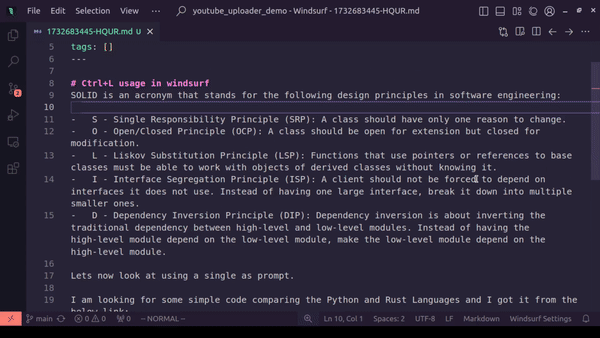 File Edit Selection View ··· youtube_uploader_demo - Windsurf - 1732683445-HQUR.md
1732683445-HQUR.md U
5 tags: []
6 ---
7
8 # Ctrl+L usage in windsurf
9 SOLID is an acronym that stands for the following design principles in software engineering:
10
11 - S - Single Responsibility Principle (SRP): A class should have only one reason to change.
12 - O - Open/Closed Principle (OCP): A class should be open for extension but closed for
modification.
13 - L - Liskov Substitution Principle (LSP): Functions that use pointers or references to base
classes must be able to work with objects of derived classes without knowing it.
14 - I - Interface Segregation Principle (ISP): A client should not be forced to depend on
interfaces it does not use. Instead of having one large interface, break it down into multiple
smaller ones.
15 - D - Dependency Inversion Principle (DIP): Dependency inversion is about inverting the
traditional dependency between high-level and low-level modules. Instead of having the
high-level module depend on the low-level module, make the low-level module depend on the
high-level module.
16
17 Lets now look at using a single as prompt.
18
19 I am looking for some simple code comparing the Python and Rust Languages and I got it from the
below link:
main 0 0 0 -- NORMAL -- Ln 10, Col 1 Spaces: 2 UTF-8 LF Markdown Windsurf Settings